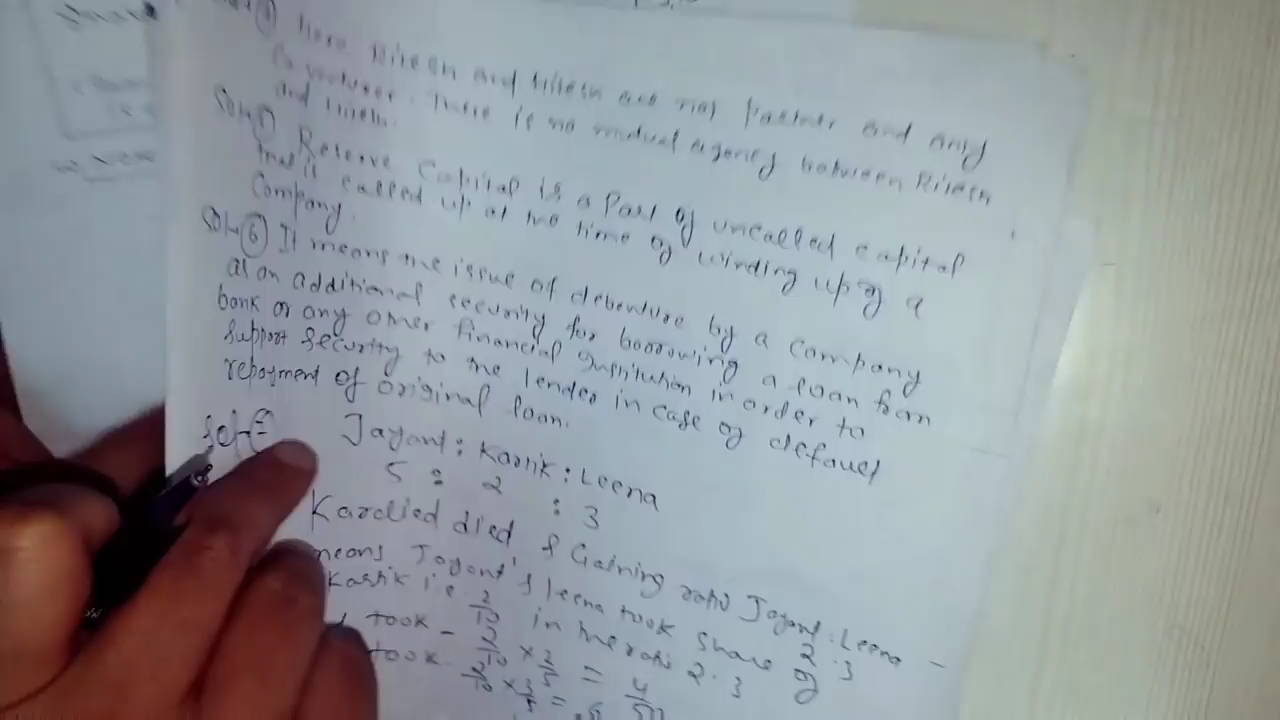 Here Ritesh and Hitesh are not Partner and only
Co venturer. There is no mutual agency between Ritesh
and Hitesh.
Reserve Capital is a Part of uncalled capital
that is called up at the time of winding up of a
Company.
Sol-(6) It means the issue of debenture by a Company
as an additional security for borrowing a loan from
bank or any other financial Institution in order to
support security to the lender in case of default
repayment of original loan.
Jayant : Kartik : Leena
5 : 2 : 3
died & Gaining ratio Jayant : Leena
2 : 3
means Jayant & leena took share of
Kartik i.e. 2/10 in the ratio 2 : 3
took - 2/10 × 2/5 = 4/50
took 2/10 × 3/5 = 6